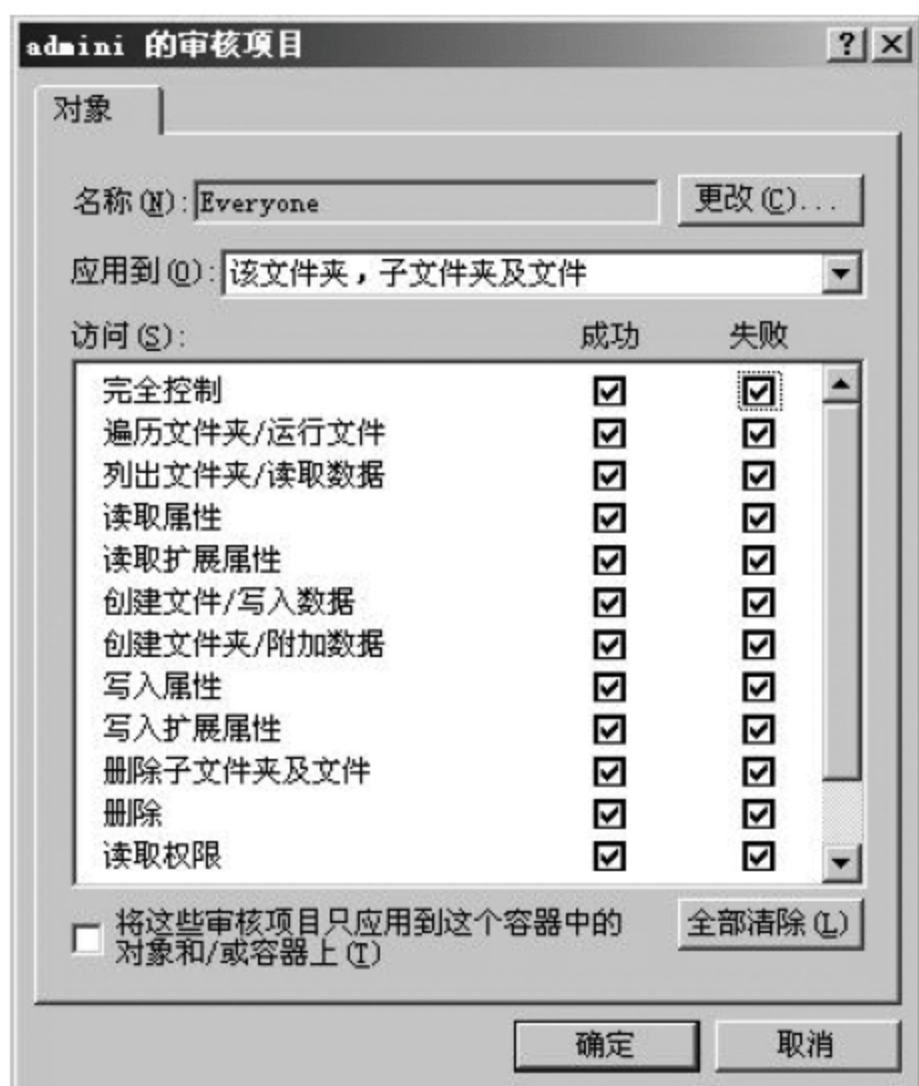 admini 的审核项目
对象
名称(N): Everyone 更改(C)...
应用到(O): 该文件夹，子文件夹及文件
访问(S): 成功 失败
完全控制
遍历文件夹/运行文件
列出文件夹/读取数据
读取属性
读取扩展属性
创建文件/写入数据
创建文件夹/附加数据
写入属性
写入扩展属性
删除子文件夹及文件
删除
读取权限
将这些审核项目只应用到这个容器中的 全部清除(L)
对象和/或容器上(T)
确定 取消